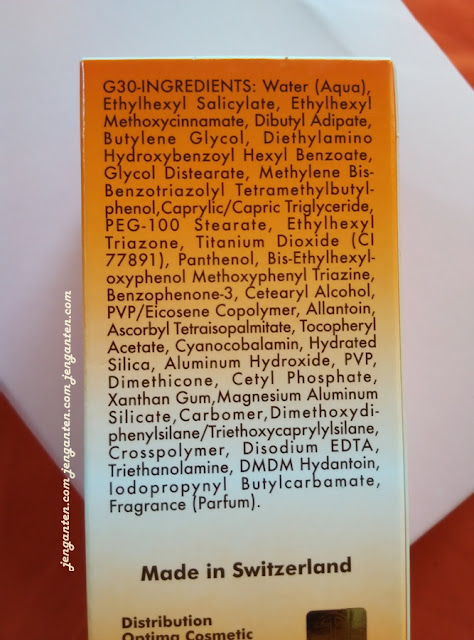 G30-INGREDIENTS: Water (Aqua),
Ethylhexyl Salicylate, Ethylhexyl
Methoxycinnamate, Dibutyl Adipate,
Butylene Glycol, Diethylamino
Hydroxybenzoyl Hexyl Benzoate,
Glycol Distearate, Methylene Bis-
Benzotriazolyl Tetramethylbutyl-
phenol,Caprylic/Capric Triglyceride,
PEG-100 Stearate, Ethylhexyl
Triazone, Titanium Dioxide (CI
77891), Panthenol, Bis-Ethylhexyl-
oxyphenol Methoxyphenyl Triazine,
Benzophenone-3, Cetearyl Alcohol,
PVP/Eicosene Copolymer, Allantoin,
Ascorbyl Tetraisopalmitate, Tocopheryl
Acetate, Cyanocobalamin, Hydrated
Silica, Aluminum Hydroxide, PVP,
Dimethicone, Cetyl Phosphate,
Xanthan Gum,Magnesium Aluminum
Silicate,Carbomer,Dimethoxydi-
phenylsilane/Triethoxycaprylylsilane,
Crosspolymer, Disodium EDTA,
Triethanolamine, DMDM Hydantoin,
Iodopropynyl Butylcarbamate,
Fragrance (Parfum).
Made in Switzerland
Distribution
Optima Cosmetic
jenganten.com jenganten.com jenganten.com